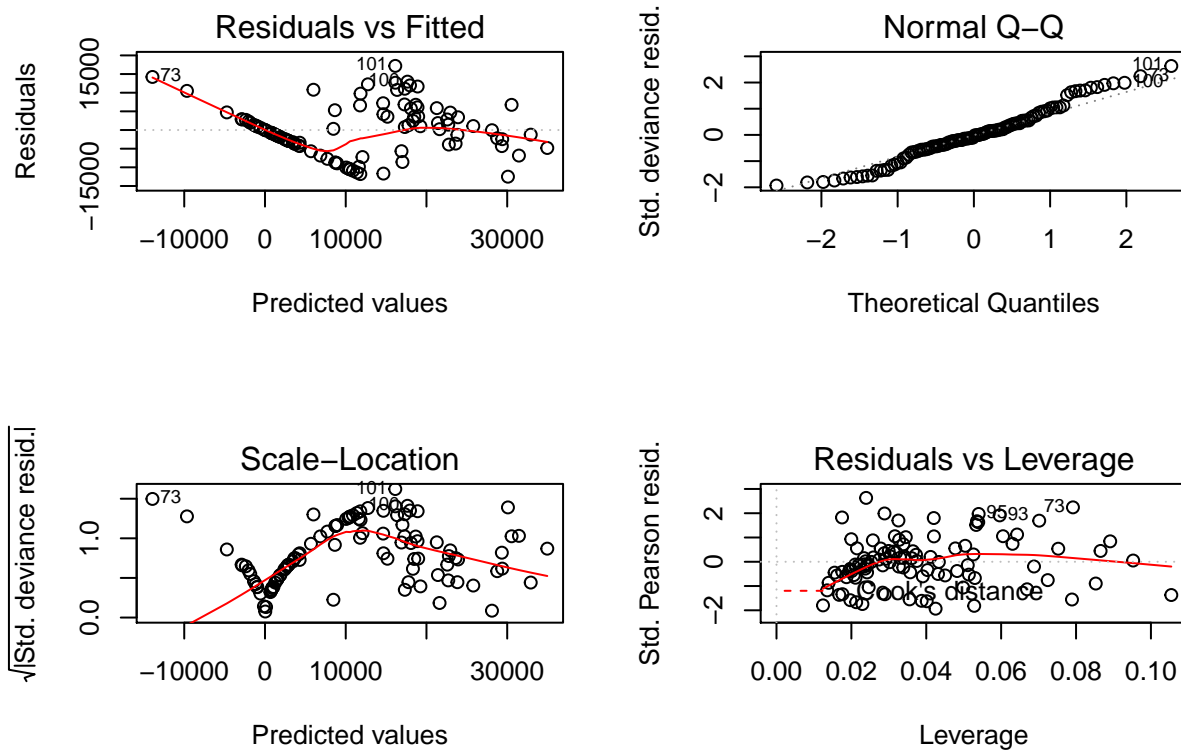 Residuals vs Fitted
Residuals
15000
−15000
73
101
100
−10000 0 10000 30000
Predicted values
Normal Q−Q
Std. deviance resid.
2
0
−2
101
73
100
−2 −1 0 1 2
Theoretical Quantiles
Scale−Location
√|Std. deviance resid.|
1.0
0.0
73
101
100
−10000 0 10000 30000
Predicted values
Residuals vs Leverage
Std. Pearson resid.
2
0
−2
95
93
73
Cook's distance
0.00 0.02 0.04 0.06 0.08 0.10
Leverage